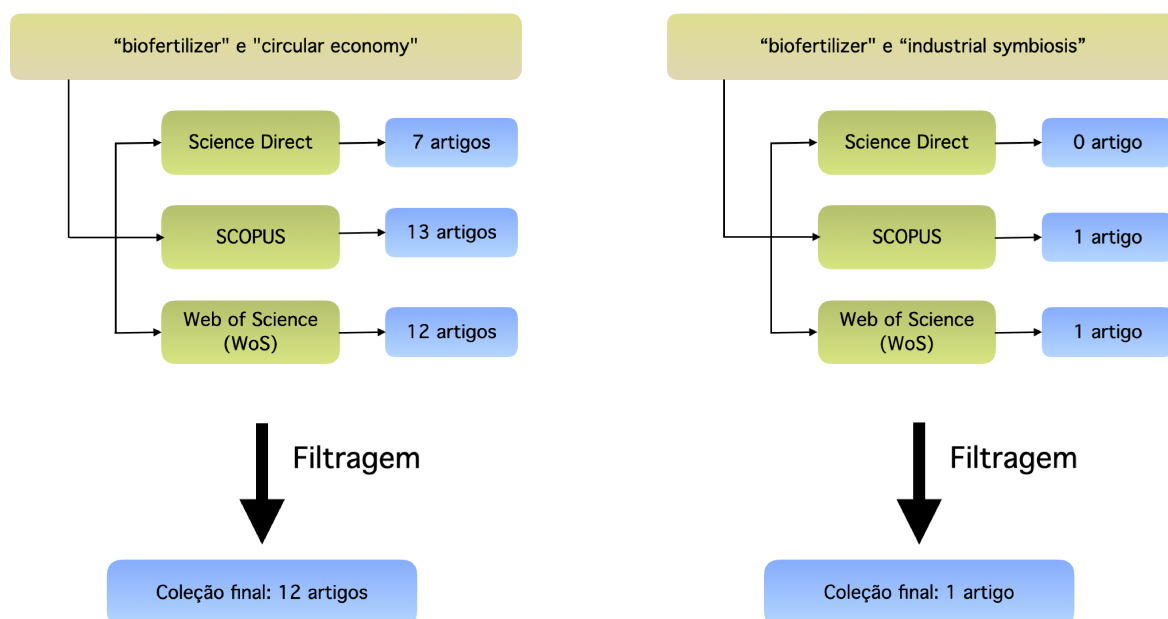 “biofertilizer" e "circular economy"
Science Direct
7 artigos
SCOPUS
13 artigos
Web of Science
(WoS)
12 artigos
Filtragem
Coleção final: 12 artigos
“biofertilizer" e “industrial symbiosis”
Science Direct
0 artigo
SCOPUS
1 artigo
Web of Science
(WoS)
1 artigo
Filtragem
Coleção final: 1 artigo